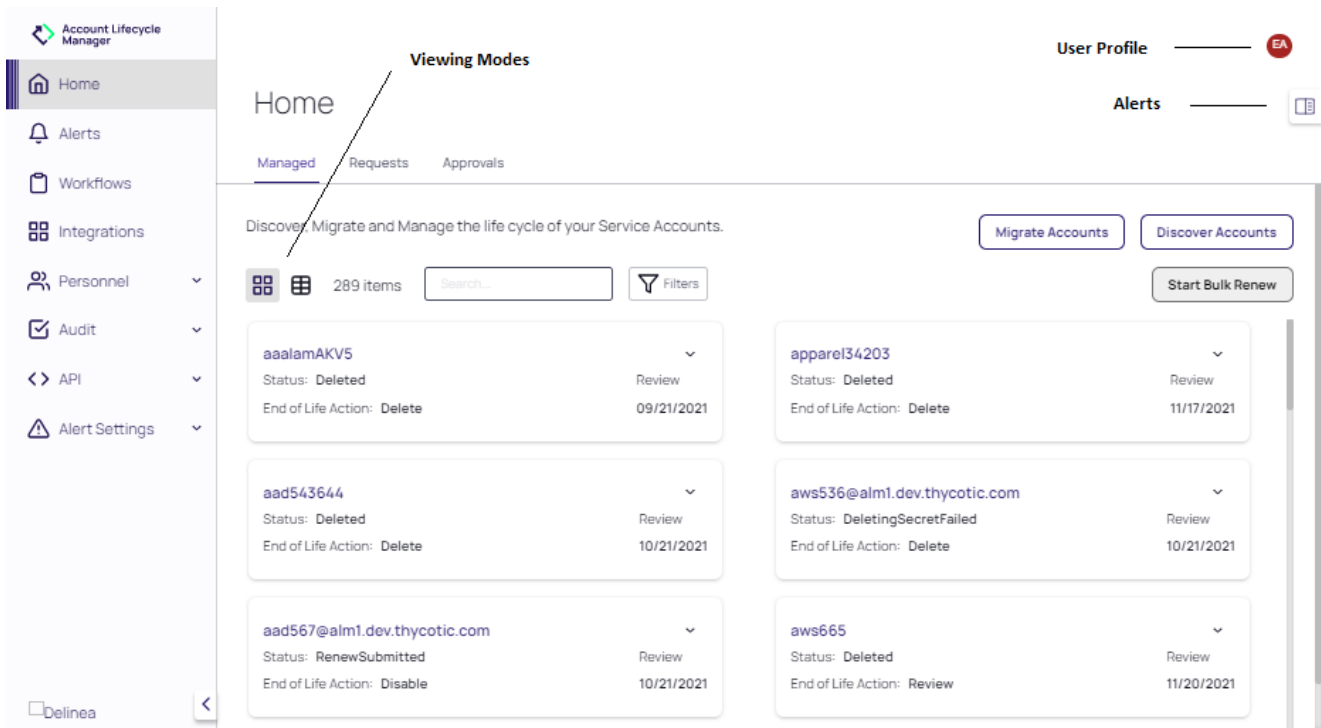 Account Lifecycle
Manager
Viewing Modes
User Profile
EA
Home
Home
Alerts
Alerts
Managed
Requests
Approvals
Workflows
Discover, Migrate and Manage the life cycle of your Service Accounts.
Migrate Accounts
Discover Accounts
Integrations
Personnel
289 items
Search...
Filters
Start Bulk Renew
Audit
API
Alert Settings
aaalamAKV5
Status: Deleted
Review
End of Life Action: Delete
09/21/2021
apparel34203
Status: Deleted
Review
End of Life Action: Delete
11/17/2021
aad543644
Status: Deleted
Review
End of Life Action: Delete
10/21/2021
aws536@alm1.dev.thycotic.com
Status: DeletingSecretFailed
Review
End of Life Action: Delete
10/21/2021
aad567@alm1.dev.thycotic.com
Status: RenewSubmitted
Review
End of Life Action: Disable
10/21/2021
aws665
Status: Deleted
Review
End of Life Action: Review
11/20/2021
Delinea